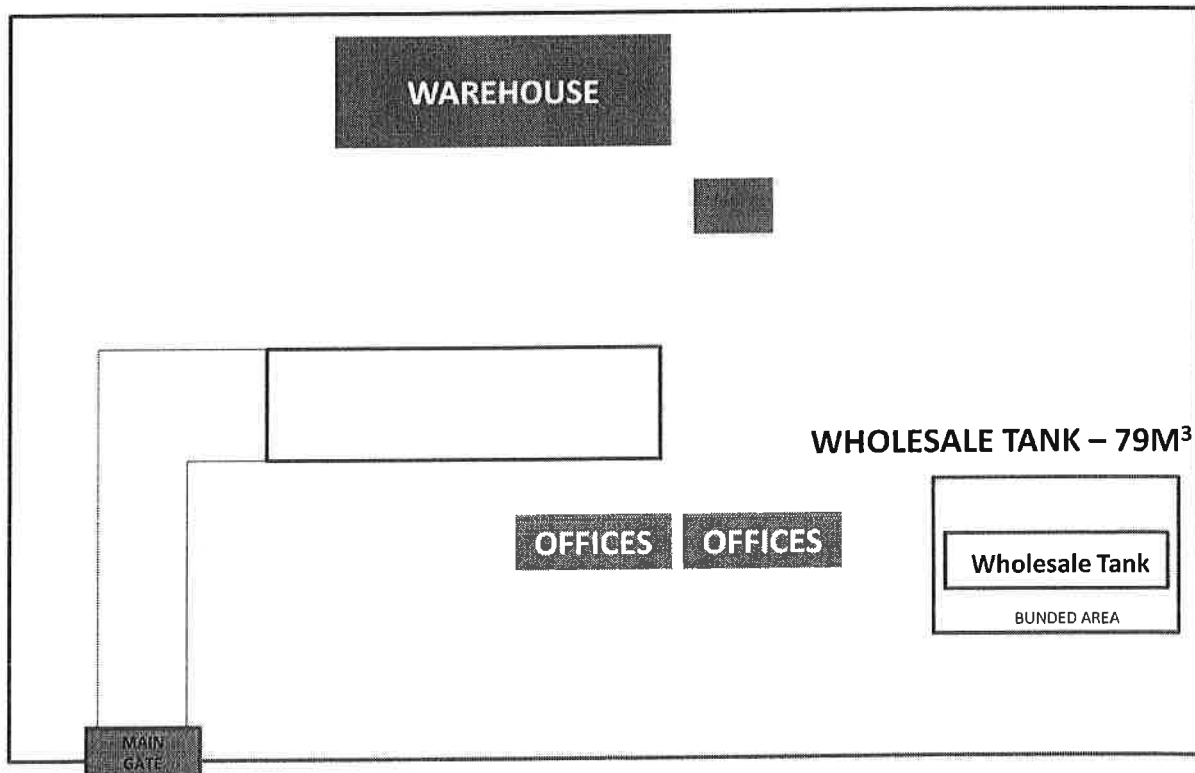 WAREHOUSE
WHOLESALE TANK – 79M³
OFFICES
OFFICES
Wholesale Tank
BUNDED AREA
MAIN
GATE